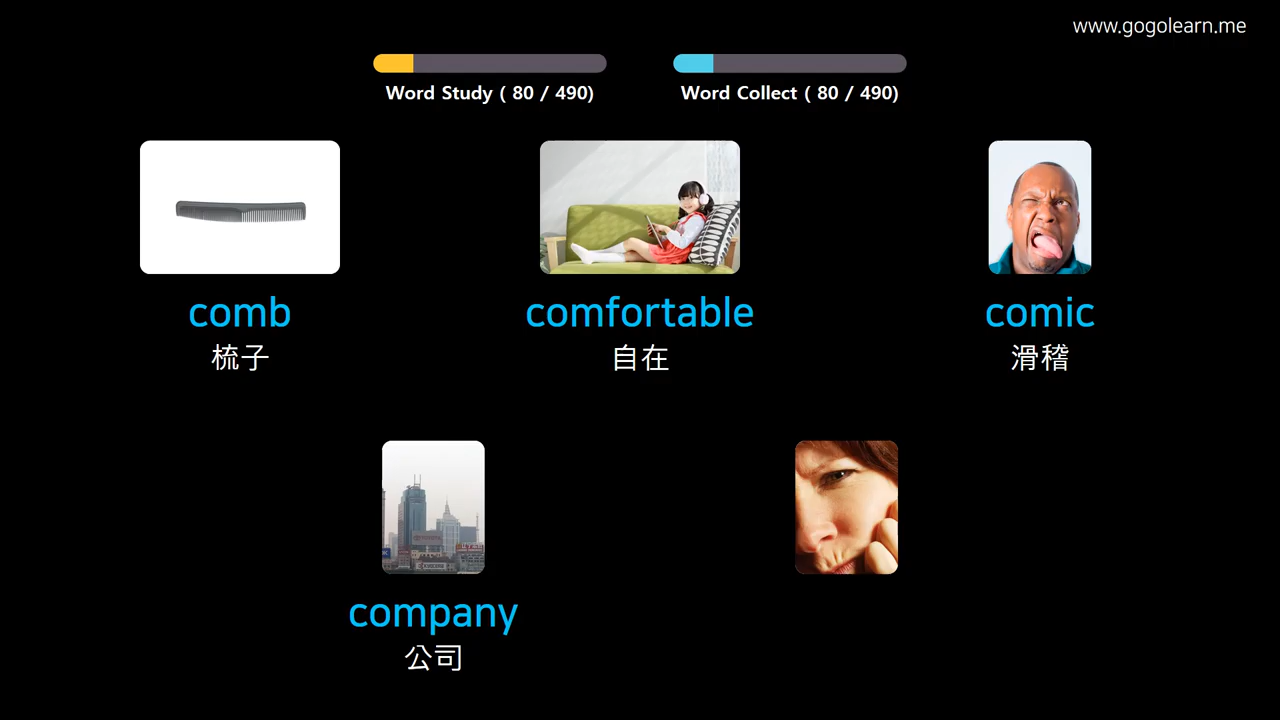 www.gogolearn.me
Word Study ( 80 / 490)
Word Collect ( 80 / 490)
comb
梳子
comfortable
自在
comic
滑稽
company
公司